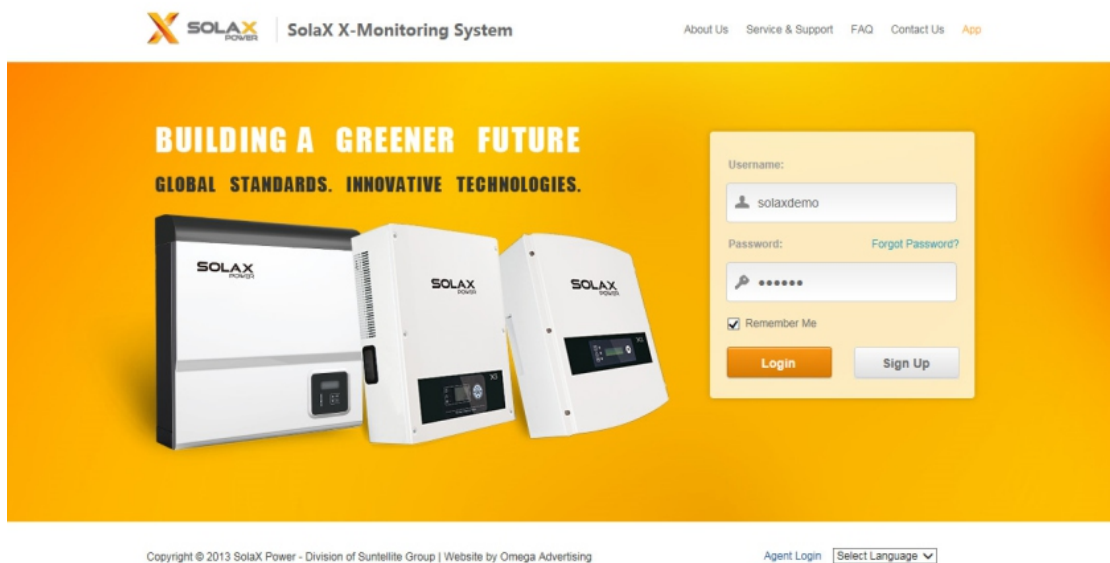 SOLAX POWER
SolaX X-Monitoring System
About Us Service & Support FAQ Contact Us App
BUILDING A GREENER FUTURE
GLOBAL STANDARDS. INNOVATIVE TECHNOLOGIES.
SOLAX POWER
SOLAX POWER
SOLAX POWER
X3
Username:
solaxdemo
Password: Forgot Password?
••••••
Remember Me
Login Sign Up
Copyright © 2013 SolaX Power - Division of Suntellite Group | Website by Omega Advertising
Agent Login Select Language